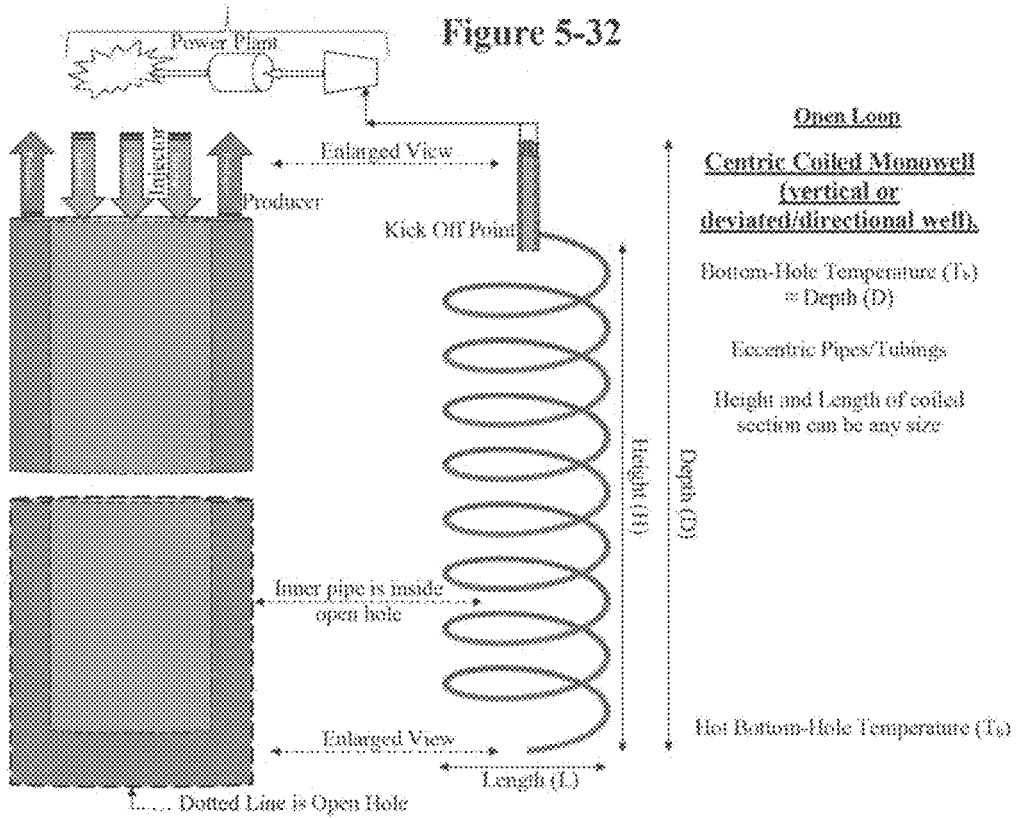 Figure 5-32
Power Plant
Injector
Producer
Enlarged View
Kick Off Point
Open Loop
Centric Coiled Monowell
(vertical or
deviated/directional well).
Bottom-Hole Temperature (Tb)
≈ Depth (D)
Eccentric Pipes/Tubings
Height and Length of coiled
section can be any size
Height (H)
Depth (D)
Inner pipe is inside
open hole
Hot Bottom-Hole Temperature (Tb)
Enlarged View
Length (L)
Dotted Line is Open Hole